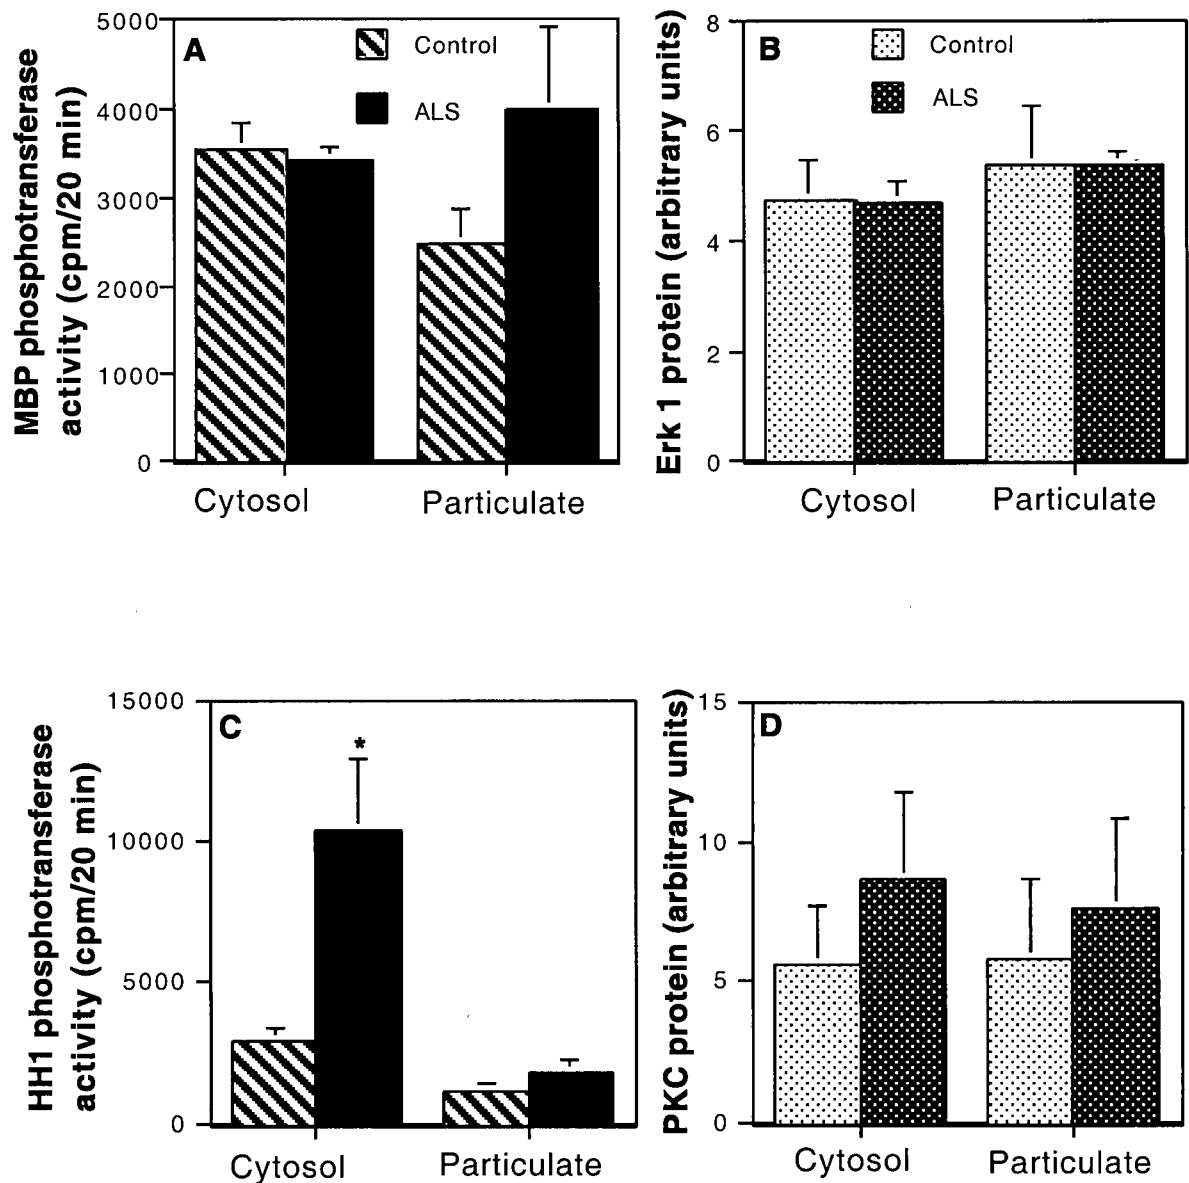 A
Control
ALS
MBP phosphotransferase
activity (cpm/20 min)
5000
4000
3000
2000
1000
0
Cytosol
Particulate
B
Control
ALS
Erk 1 protein (arbitrary units)
8
6
4
2
0
Cytosol
Particulate
C
*
HH1 phosphotransferase
activity (cpm/20 min)
15000
10000
5000
0
Cytosol
Particulate
D
PKC protein (arbitrary units)
15
10
5
0
Cytosol
Particulate